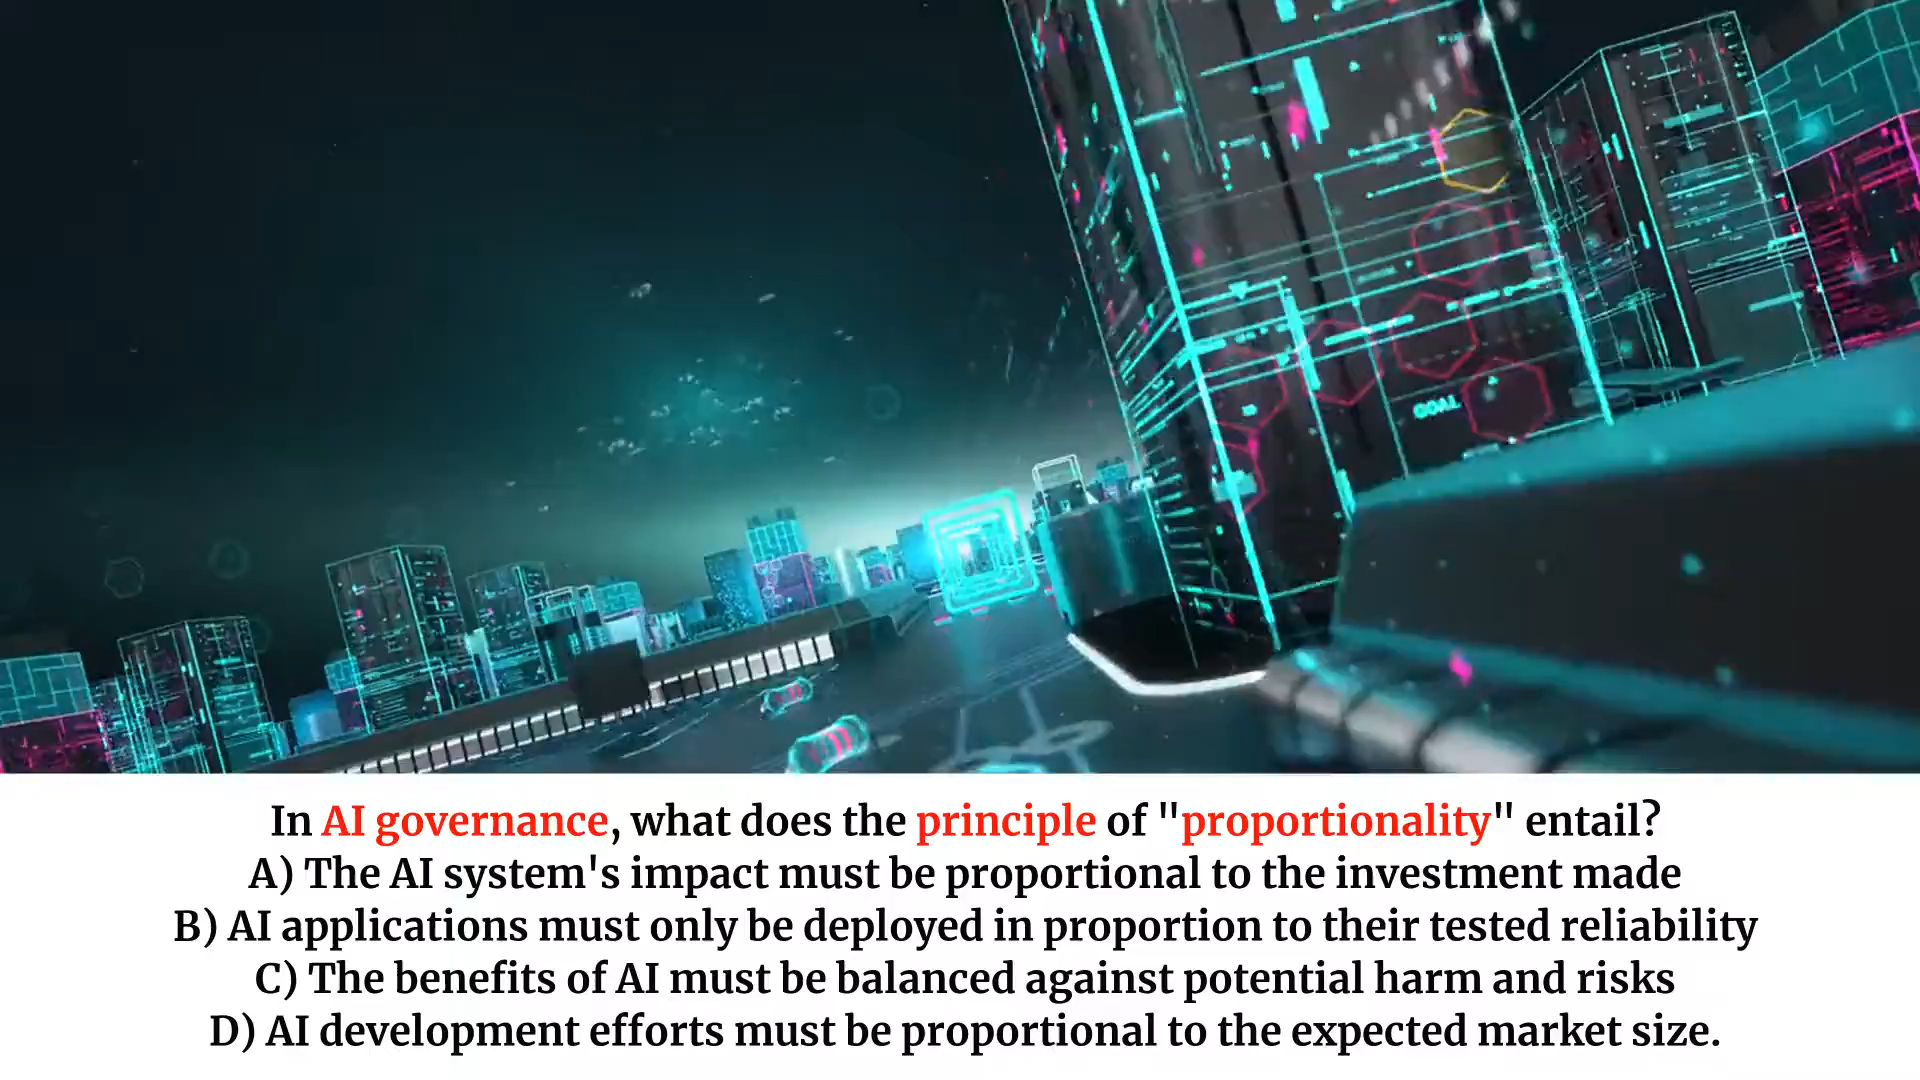 GOAL
In AI governance, what does the principle of "proportionality" entail?
A) The AI system's impact must be proportional to the investment made
B) AI applications must only be deployed in proportion to their tested reliability
C) The benefits of AI must be balanced against potential harm and risks
D) AI development efforts must be proportional to the expected market size.